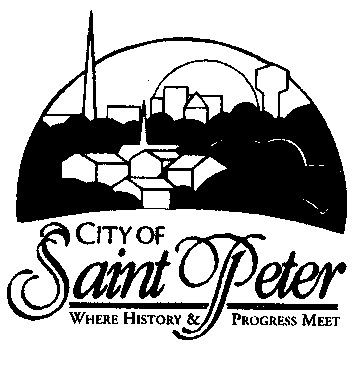 CITY OF
Saint Peter
WHERE HISTORY & PROGRESS MEET